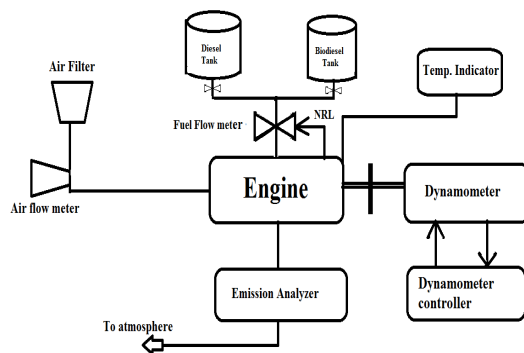 Diesel
Tank
Biodiesel
Tank
Air Filter
Temp. Indicator
Fuel Flow meter
NRL
Engine
Air flow meter
Dynamometer
Emission Analyzer
Dynamometer
controller
To atmosphere